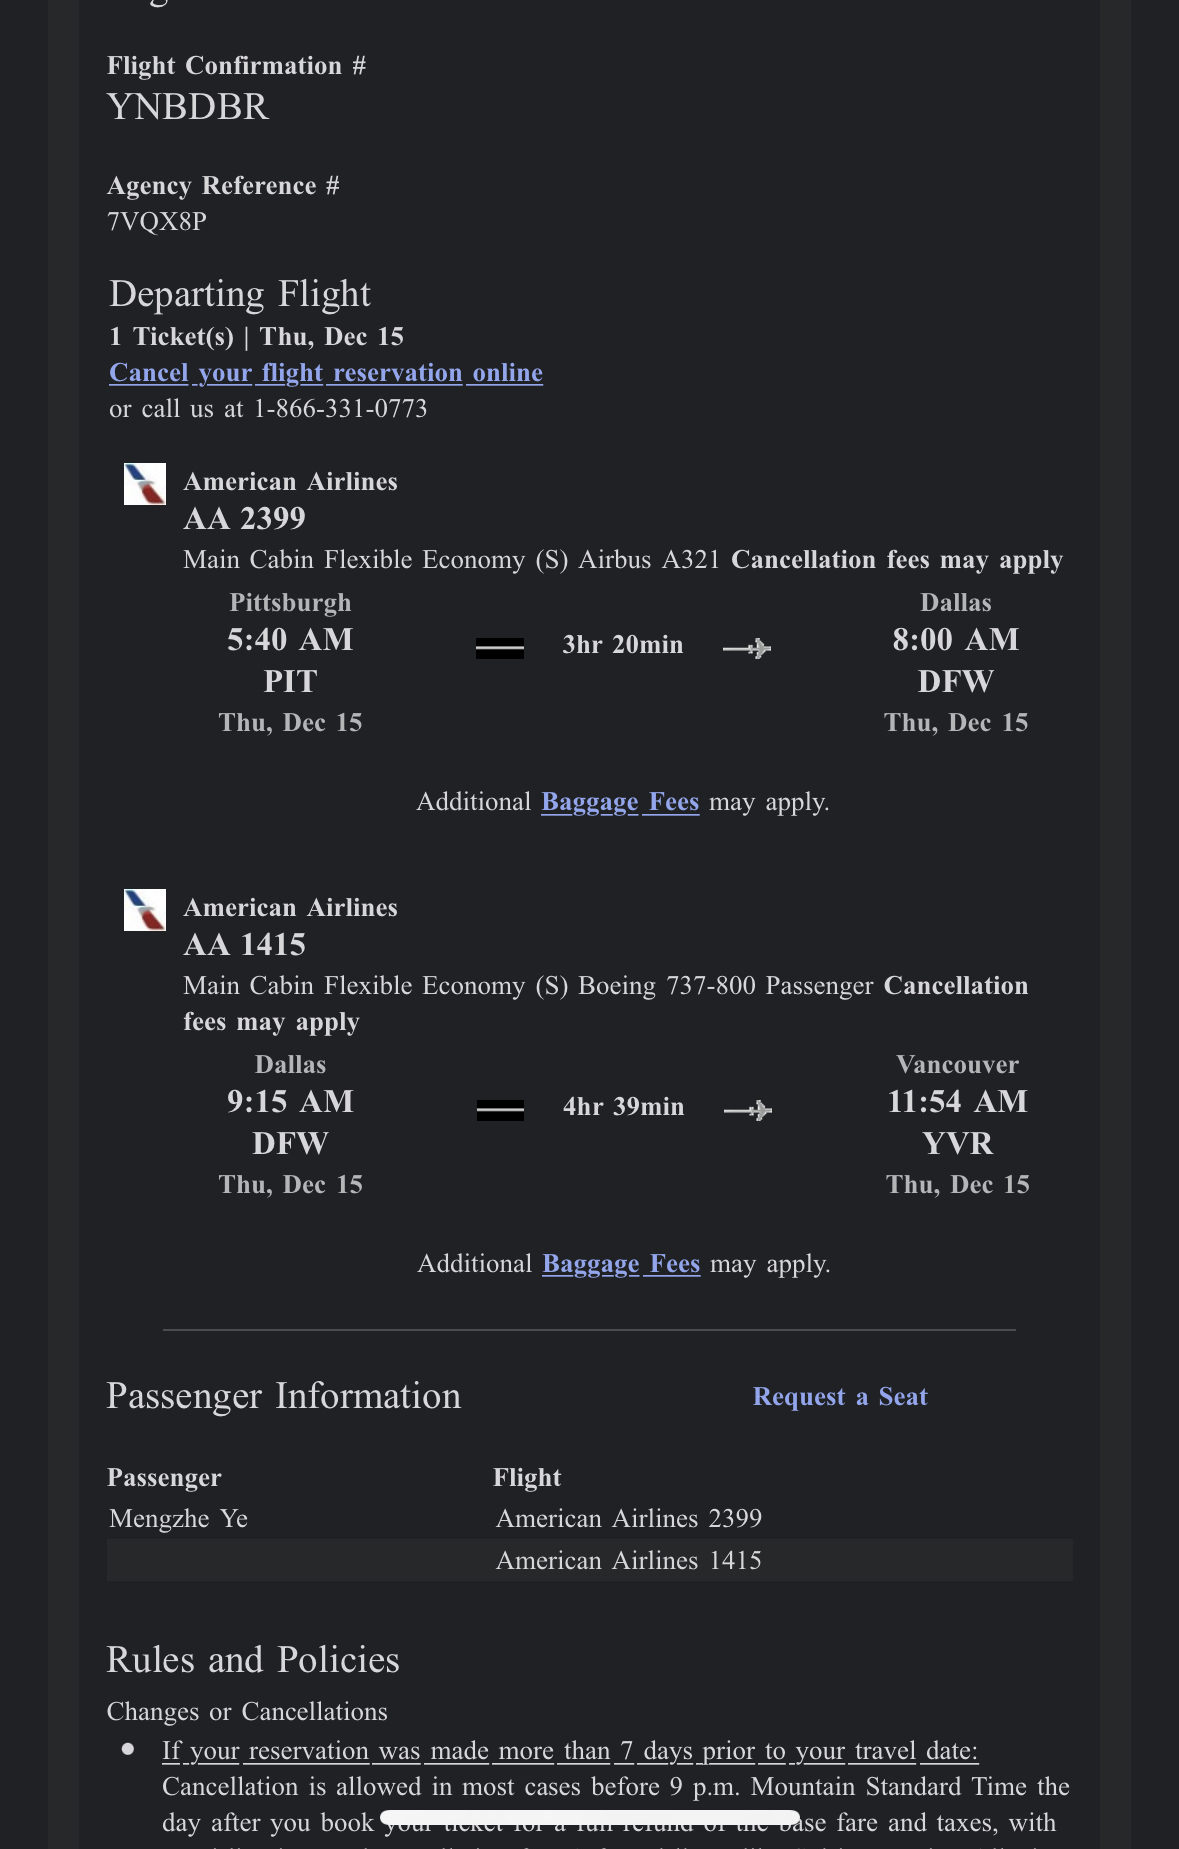 Flight Confirmation #
YNBDBR
Agency Reference #
7VQX8P
Departing Flight
1 Ticket(s) | Thu, Dec 15
Cancel your flight reservation online
or call us at 1-866-331-0773
American Airlines
AA 2399
Main Cabin Flexible Economy (S) Airbus A321 Cancellation fees may apply
Pittsburgh
5:40 AM
PIT
Thu, Dec 15
3hr 20min
Dallas
8:00 AM
DFW
Thu, Dec 15
Additional Baggage Fees may apply.
American Airlines
AA 1415
Main Cabin Flexible Economy (S) Boeing 737-800 Passenger Cancellation
fees may apply
Dallas
9:15 AM
DFW
Thu, Dec 15
4hr 39min
Vancouver
11:54 AM
YVR
Thu, Dec 15
Additional Baggage Fees may apply.
Passenger Information
Request a Seat
Passenger Flight
Mengzhe Ye American Airlines 2399
American Airlines 1415
Rules and Policies
Changes or Cancellations
● If your reservation was made more than 7 days prior to your travel date:
Cancellation is allowed in most cases before 9 p.m. Mountain Standard Time the
day after you book your ticket for a full refund of the base fare and taxes, with